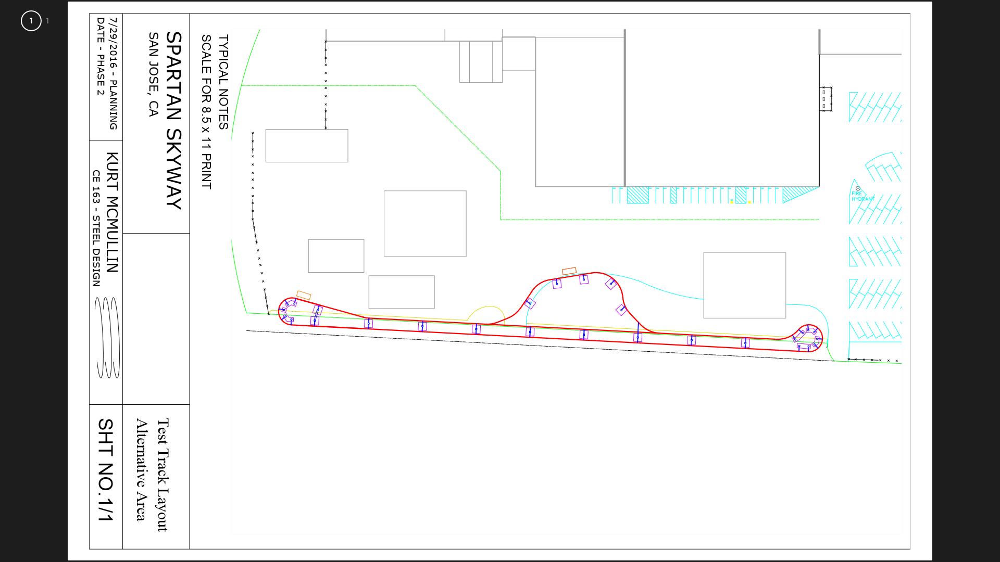 1
1
TYPICAL NOTES
SCALE FOR 8.5 x 11 PRINT
SPARTAN SKYWAY
SAN JOSE, CA
7/29/2016 - PLANNING
DATE - PHASE 2
KURT MCMULLIN
CE 163 - STEEL DESIGN
Test Track Layout
Alternative Area
SHT NO.1/1
FIRE
HYDRANT